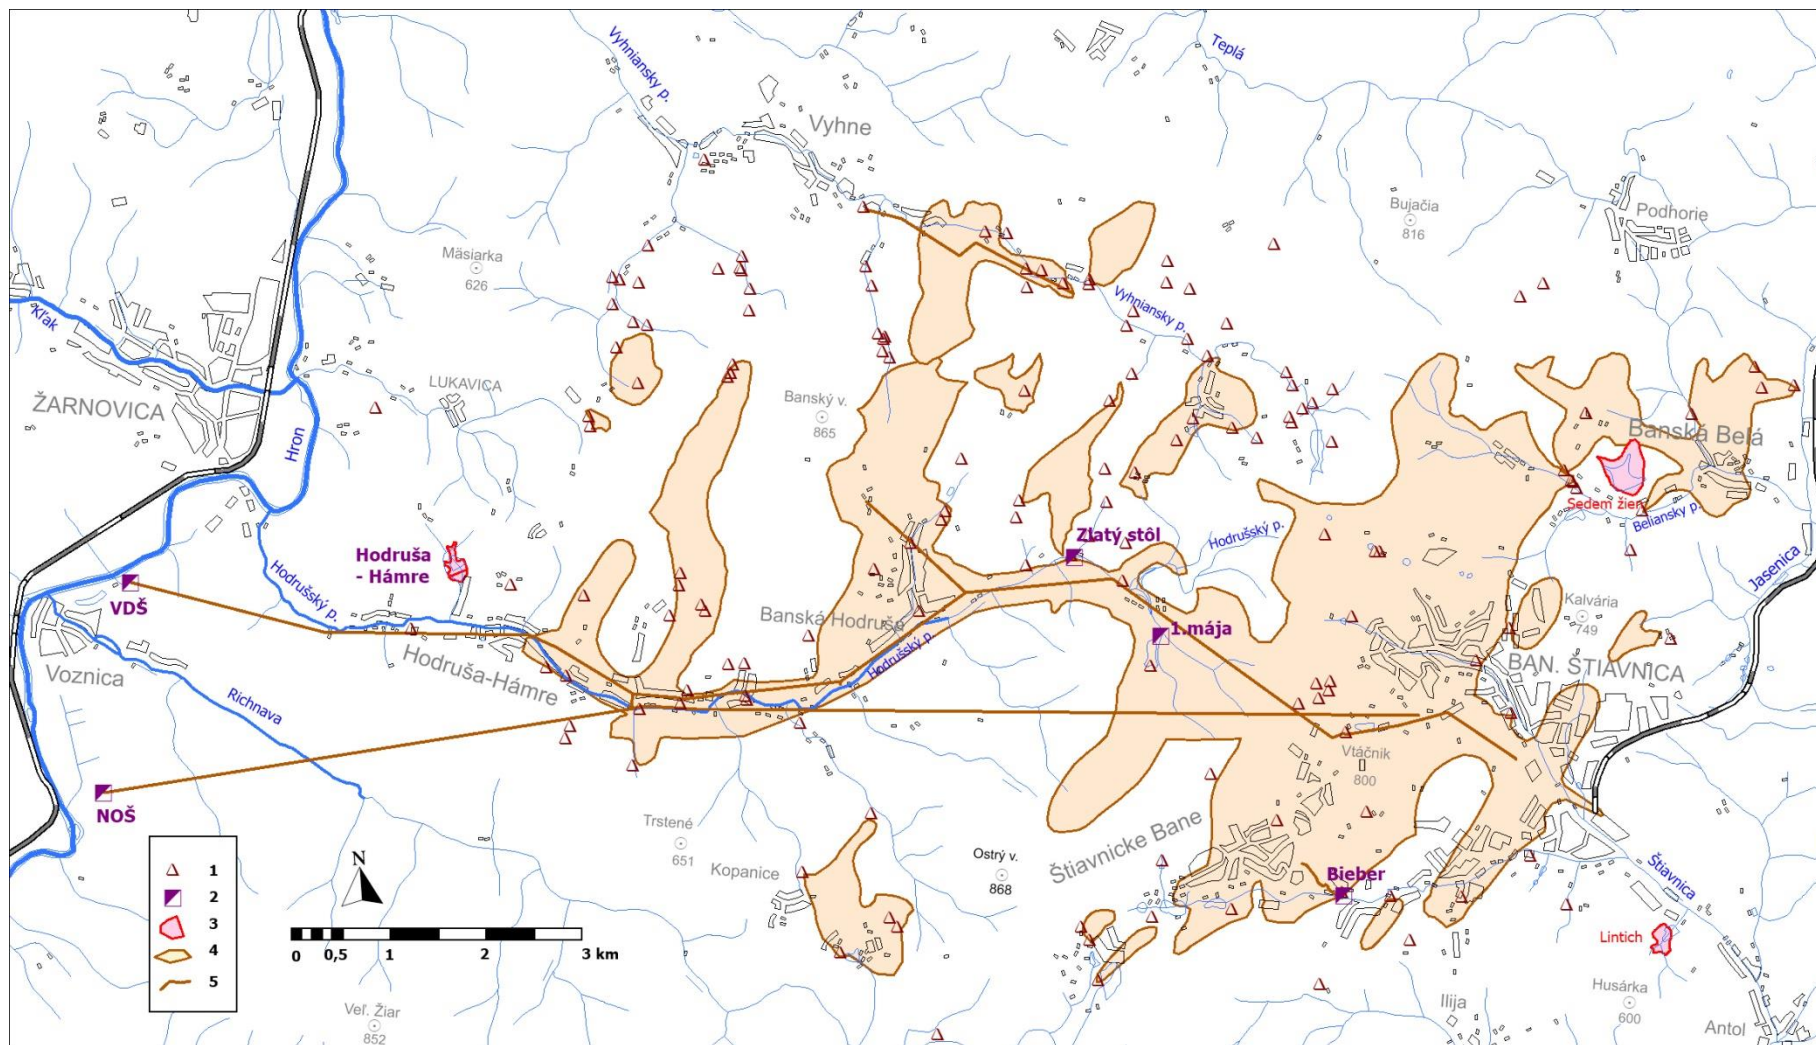 Vyhniansky p.
Teplá
Vyhne
Bujačia
816
Podhorie
Mäsiarka
626
Kľak
Vyhniansky p.
LUKAVICA
ŽARNOVICA
Banský v.
865
Hron
Banská Belá
Sedem žien
Beliansky p.
Hodruša
- Hámre
Zlatý stôl
Hodrušský p.
Jasenica
Hodrušský p.
VDŠ
Kalvária
749
Banská Hodruša
1.mája
Voznica
Hodruša-Hámre
Hodrušský p.
BAN. ŠTIAVNICA
Richnava
Vtáčnik
800
NOŠ
Trstené
651
Kopanice
Ostrý v.
868
Štiavnicke Bane
Bieber
Štiavnica
N
1
2
3
4
5
0 0,5 1 2 3 km
Lintich
Husárka
600
Ilija
Antol
Veľ. Žiar
852